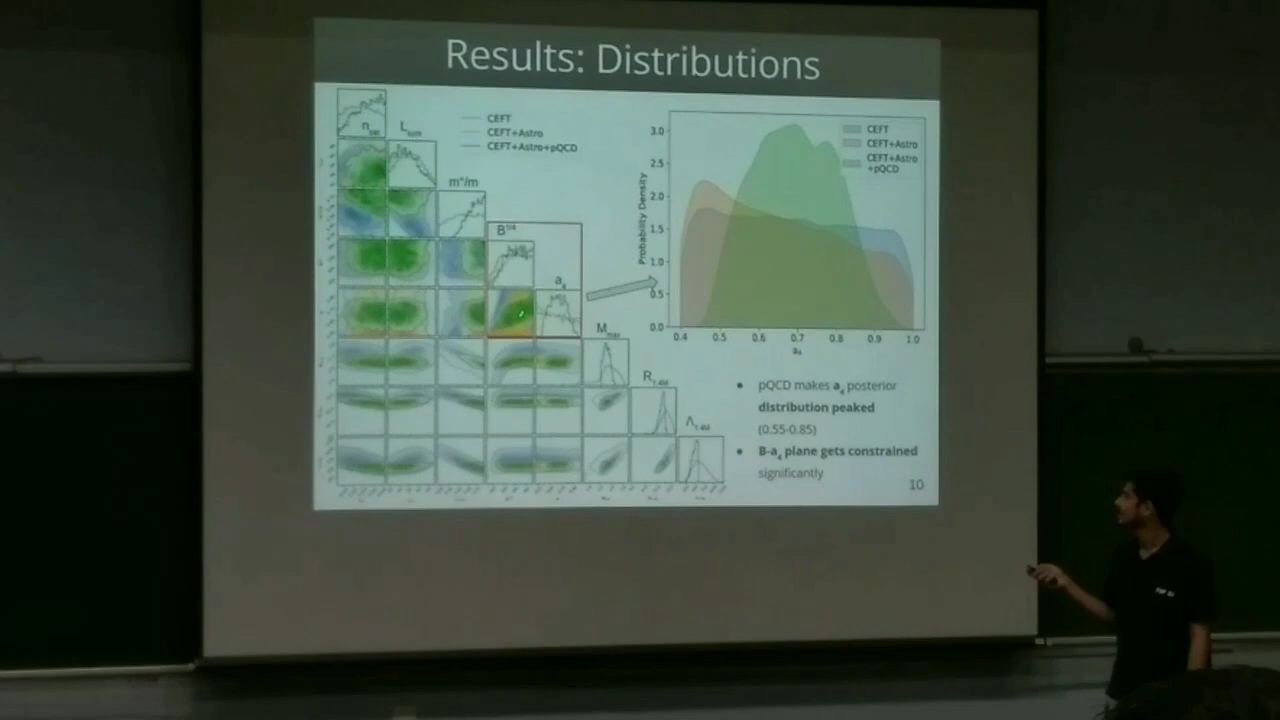 Results: Distributions
n_sat
L_sym
m*/m
B^1/4
a_4
M_max
R_1.4M
Λ_1.4M
CEFT
CEFT+Astro
CEFT+Astro+pQCD
Probability Density
3.0
2.5
2.0
1.5
1.0
0.5
0.0
0.4 0.5 0.6 0.7 0.8 0.9 1.0
a_4
CEFT
CEFT+Astro
CEFT+Astro
+pQCD
• pQCD makes a_4 posterior
distribution peaked
(0.55-0.85)
• B-a_4 plane gets constrained
significantly
10